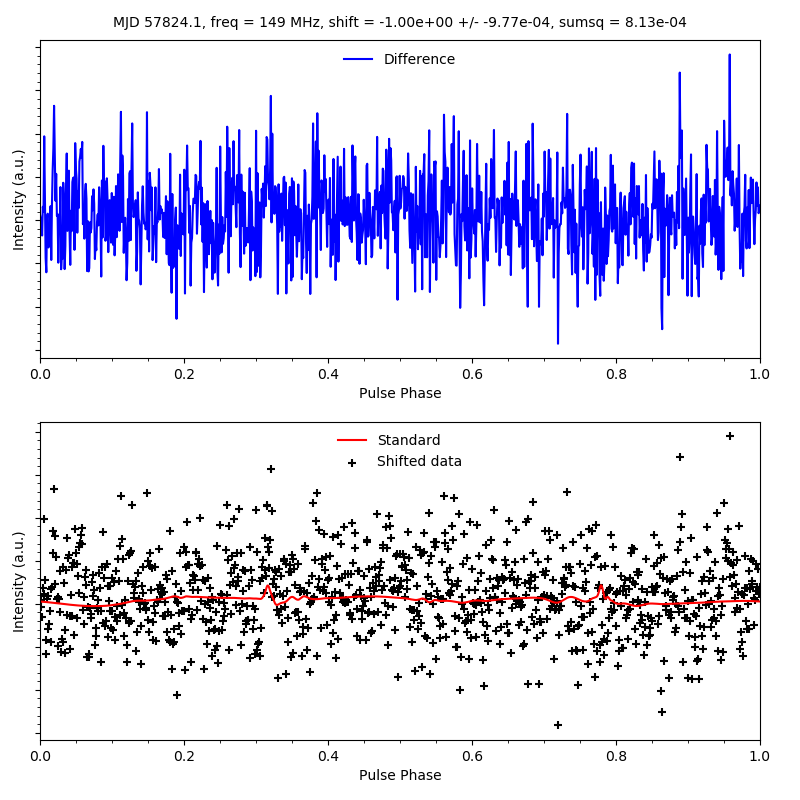 MJD 57824.1, freq = 149 MHz, shift = -1.00e+00 +/- -9.77e-04, sumsq = 8.13e-04
Difference
Intensity (a.u.)
0.0 0.2 0.4 0.6 0.8 1.0
Pulse Phase
Standard
Shifted data
Intensity (a.u.)
0.0 0.2 0.4 0.6 0.8 1.0
Pulse Phase